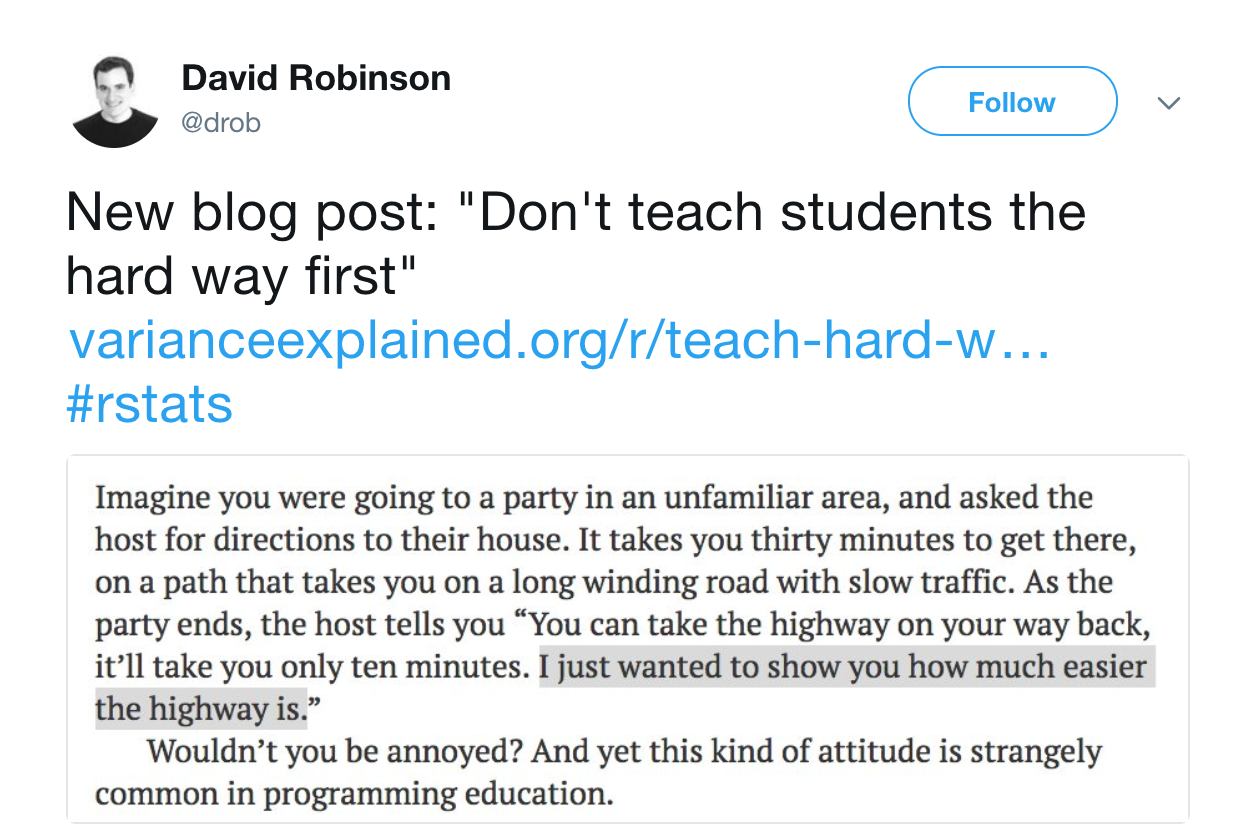 David Robinson
@drob
Follow
New blog post: "Don't teach students the
hard way first"
varianceexplained.org/r/teach-hard-w…
#rstats
Imagine you were going to a party in an unfamiliar area, and asked the
host for directions to their house. It takes you thirty minutes to get there,
on a path that takes you on a long winding road with slow traffic. As the
party ends, the host tells you “You can take the highway on your way back,
it’ll take you only ten minutes. I just wanted to show you how much easier
the highway is.”
Wouldn’t you be annoyed? And yet this kind of attitude is strangely
common in programming education.